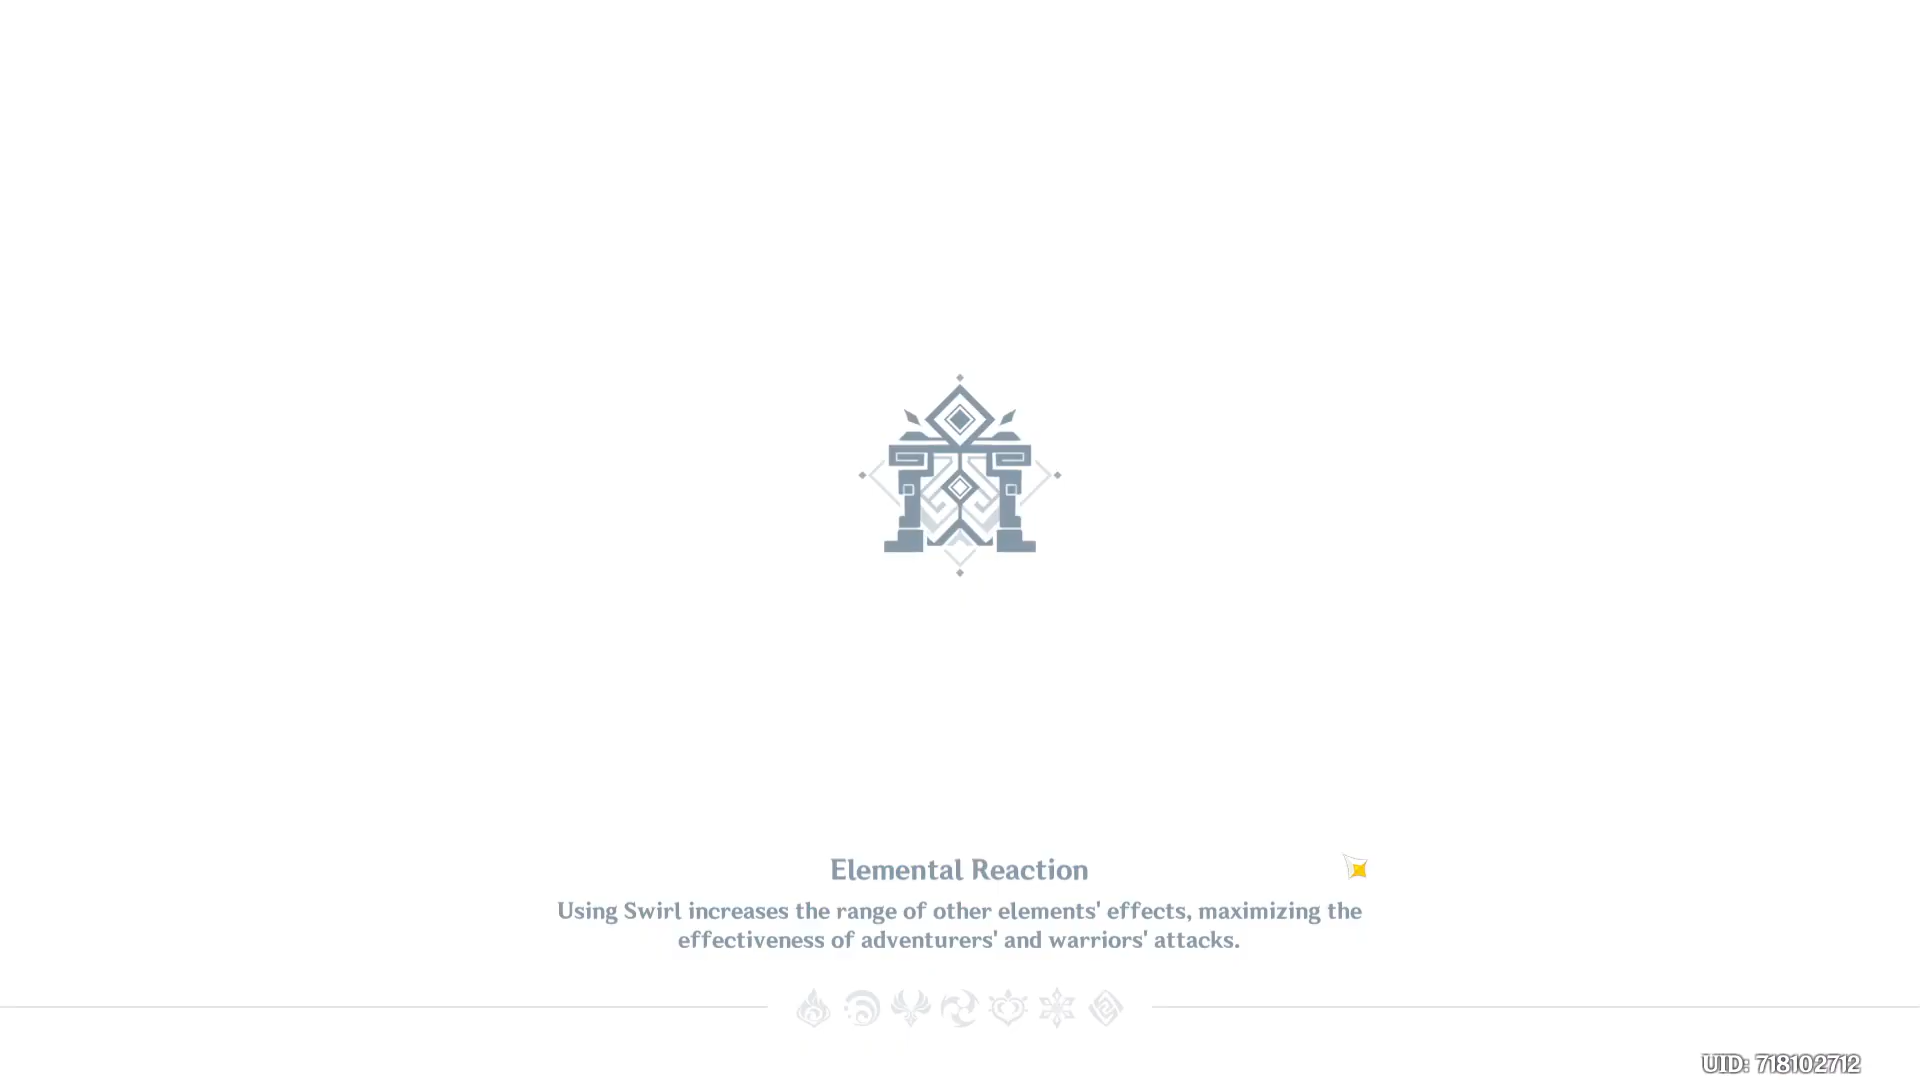 Elemental Reaction
Using Swirl increases the range of other elements' effects, maximizing the
effectiveness of adventurers' and warriors' attacks.
UID: 718102712